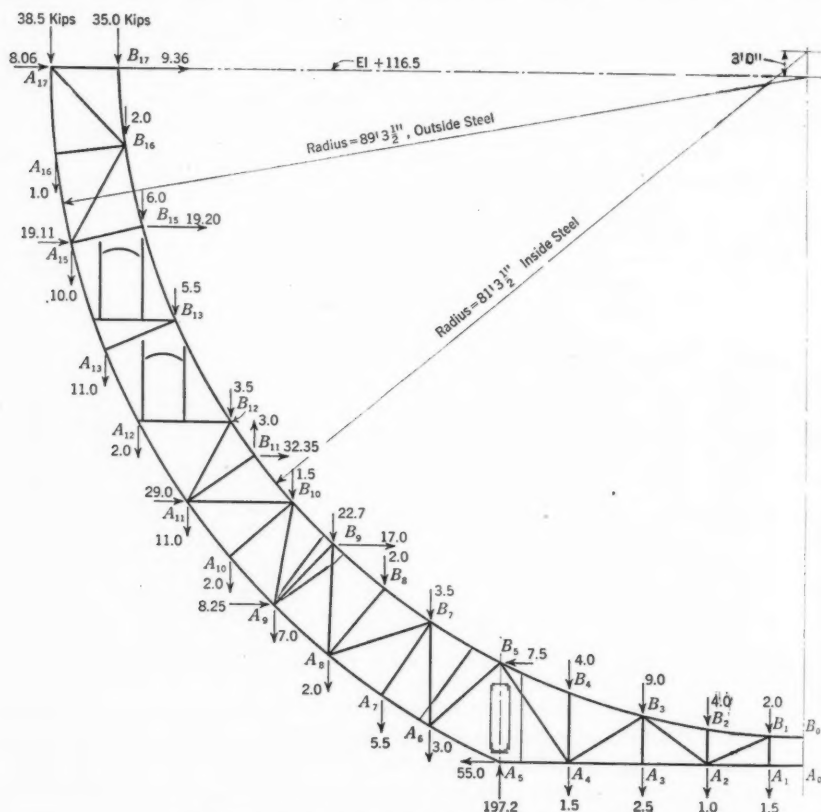 38.5 Kips 35.0 Kips
8.06 B17 9.36 El +116.5 3'0"
A17
2.0
B16
Radius=89'3 1/2", Outside Steel
A16
1.0
6.0
B15 19.20
19.11
A15
10.0
Radius=81'3 1/2" Inside Steel
5.5
B13
A13
11.0
3.5
B12
3.0
A12
2.0
B11 32.35
1.5
B10
29.0
A11
11.0
22.7
B9 17.0
A10
2.0
2.0
B8
8.25
A9
7.0
3.5
B7
A8
2.0
B5 7.5
4.0
B4
9.0
B3
4.0
B2
2.0
B1
B0
A7
5.5
A6
3.0
55.0
A5 A4 A3 A2 A1 A0
197.2 1.5 2.5 1.0 1.5